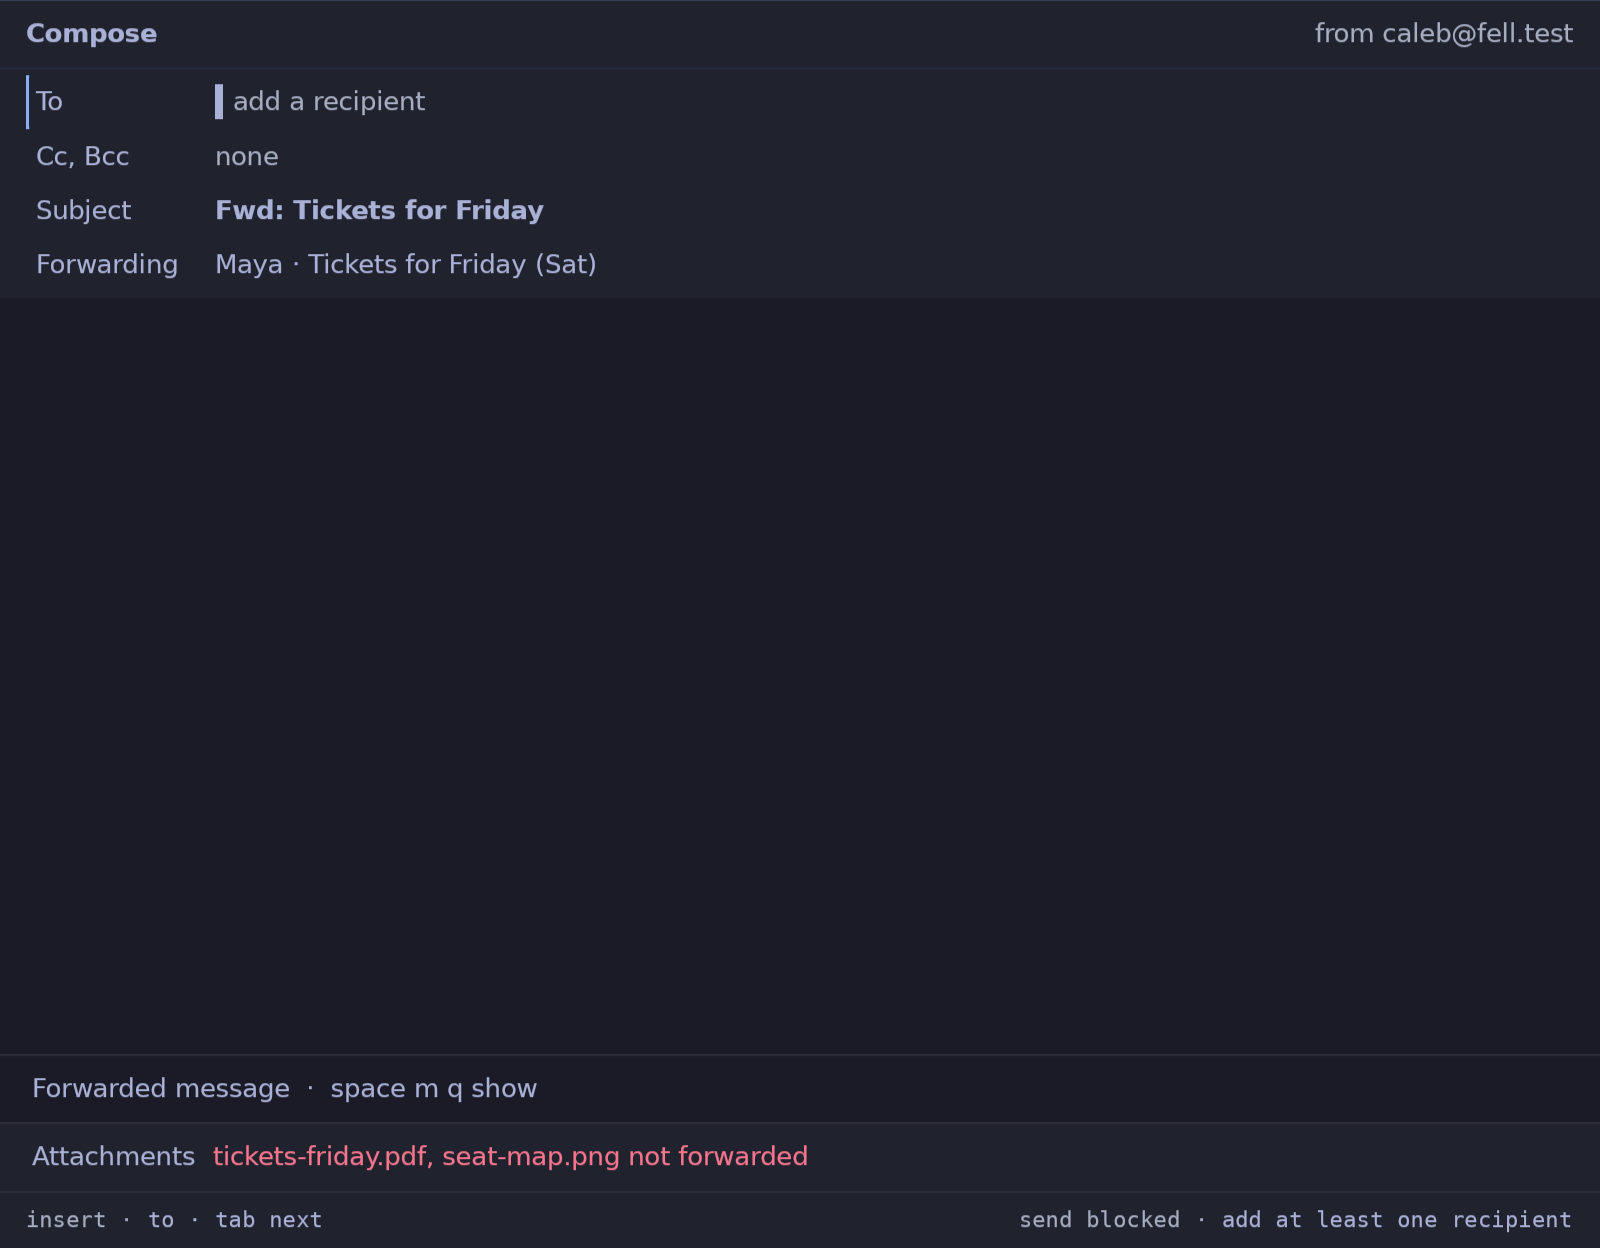 Compose from caleb@fell.test
To add a recipient
Cc, Bcc none
Subject Fwd: Tickets for Friday
Forwarding Maya · Tickets for Friday (Sat)
Forwarded message · space m q show
Attachments tickets-friday.pdf, seat-map.png not forwarded
insert · to · tab next send blocked · add at least one recipient